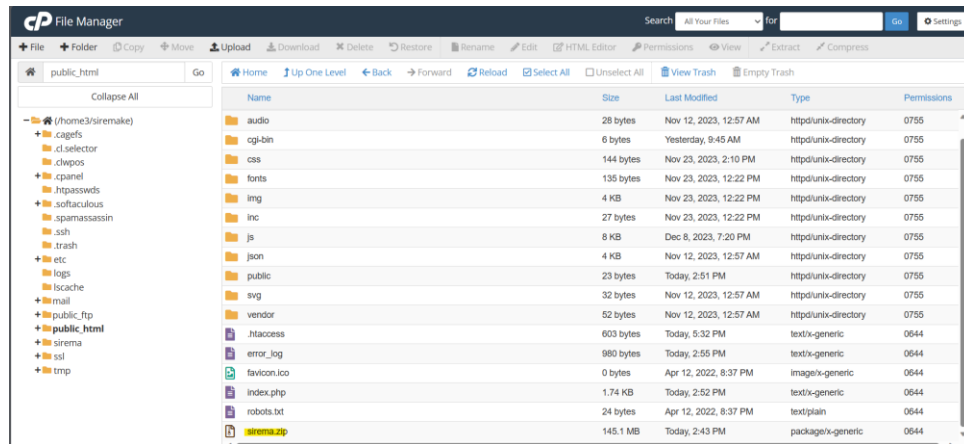 cP File Manager Search All Your Files for Go Settings
+ File + Folder Copy Move Upload Download Delete Restore Rename Edit HTML Editor Permissions View Extract Compress
public_html Go Home Up One Level Back Forward Reload Select All Unselect All View Trash Empty Trash
Collapse All
(/home3/siremake)
.cagefs
.cl.selector
.clwpos
.cpanel
.htpasswds
.softaculous
.spamassassin
.ssh
.trash
etc
logs
lscache
mail
public_ftp
public_html
sirema
ssl
tmp
Name Size Last Modified Type Permissions
audio 28 bytes Nov 12, 2023, 12:57 AM httpd/unix-directory 0755
cgi-bin 6 bytes Yesterday, 9:45 AM httpd/unix-directory 0755
css 144 bytes Nov 23, 2023, 2:10 PM httpd/unix-directory 0755
fonts 135 bytes Nov 23, 2023, 12:22 PM httpd/unix-directory 0755
img 4 KB Nov 23, 2023, 12:22 PM httpd/unix-directory 0755
inc 27 bytes Nov 23, 2023, 12:22 PM httpd/unix-directory 0755
js 8 KB Dec 8, 2023, 7:20 PM httpd/unix-directory 0755
json 4 KB Nov 12, 2023, 12:57 AM httpd/unix-directory 0755
public 23 bytes Today, 2:51 PM httpd/unix-directory 0755
svg 32 bytes Nov 12, 2023, 12:57 AM httpd/unix-directory 0755
vendor 52 bytes Nov 12, 2023, 12:57 AM httpd/unix-directory 0755
.htaccess 603 bytes Today, 5:32 PM text/x-generic 0644
error_log 980 bytes Today, 2:55 PM text/x-generic 0644
favicon.ico 0 bytes Apr 12, 2022, 8:37 PM image/x-generic 0644
index.php 1.74 KB Today, 2:52 PM text/x-generic 0644
robots.txt 24 bytes Apr 12, 2022, 8:37 PM text/plain 0644
sirema.zip 145.1 MB Today, 2:43 PM package/x-generic 0644